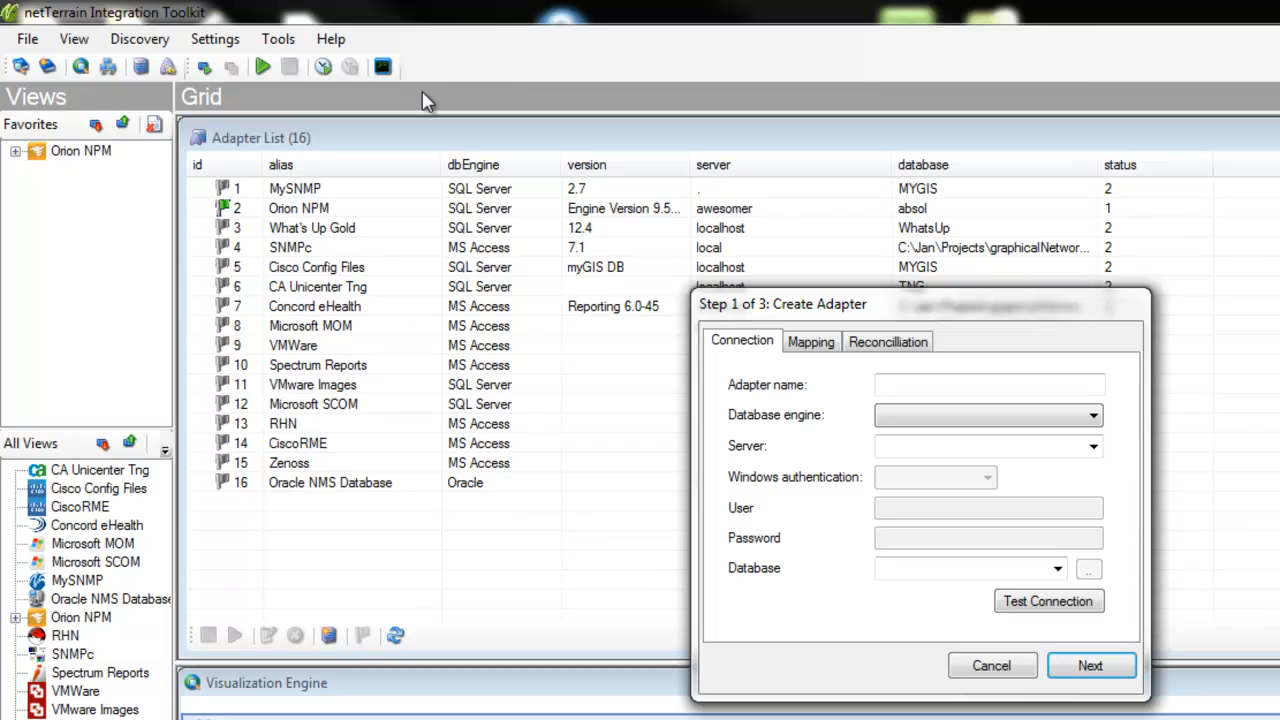 netTerrain Integration Toolkit
File View Discovery Settings Tools Help
Views
Grid
Favorites
Orion NPM
Adapter List (16)
id alias dbEngine version server database status
1 MySNMP SQL Server 2.7 . MYGIS 2
2 Orion NPM SQL Server Engine Version 9.5... awesomer absol 1
3 What's Up Gold SQL Server 12.4 localhost WhatsUp 2
4 SNMPc MS Access 7.1 local C:\Jan\Projects\graphicalNetwor... 2
5 Cisco Config Files SQL Server myGIS DB localhost MYGIS 2
6 CA Unicenter Tng SQL Server localhost TNG 2
7 Concord eHealth MS Access Reporting 6.0-45
8 Microsoft MOM MS Access
9 VMWare MS Access
10 Spectrum Reports MS Access
11 VMware Images SQL Server
12 Microsoft SCOM SQL Server
13 RHN MS Access
14 CiscoRME MS Access
15 Zenoss MS Access
16 Oracle NMS Database Oracle
Step 1 of 3: Create Adapter
Connection Mapping Reconcilliation
Adapter name:
Database engine:
Server:
Windows authentication:
User
Password
Database
..
Test Connection
Cancel Next
All Views
CA Unicenter Tng
Cisco Config Files
CiscoRME
Concord eHealth
Microsoft MOM
Microsoft SCOM
MySNMP
Oracle NMS Database
Orion NPM
RHN
SNMPc
Spectrum Reports
VMWare
VMware Images
Visualization Engine